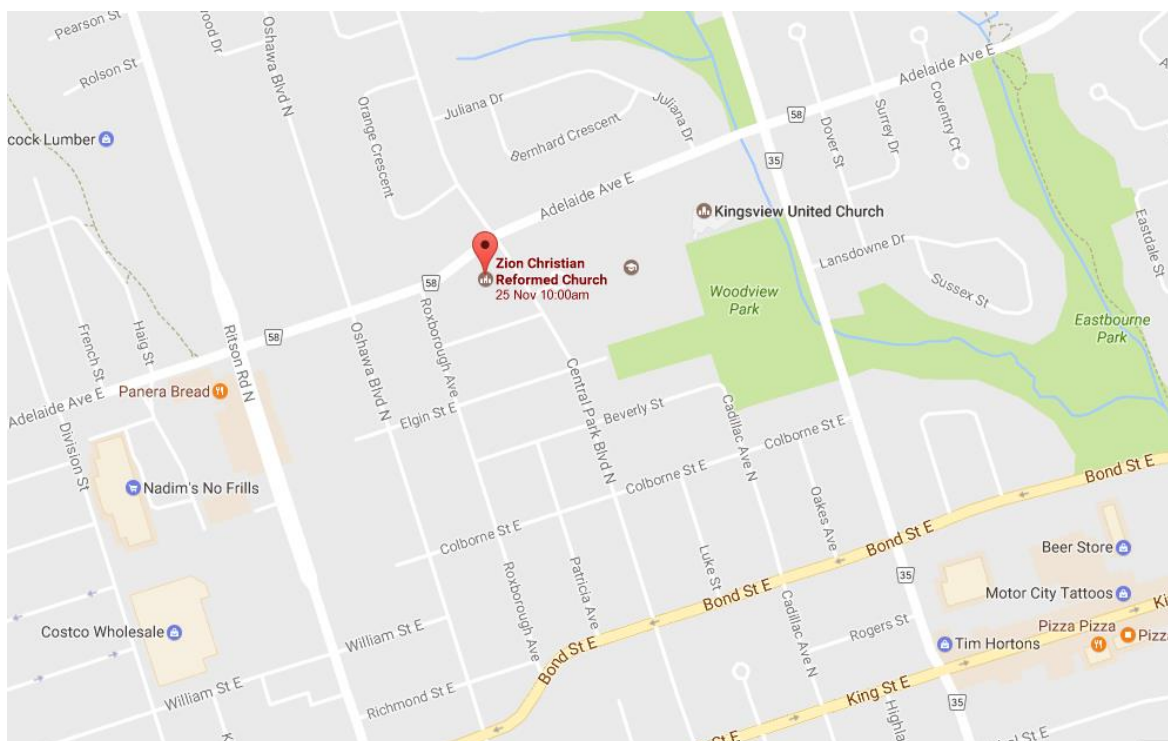 Pearson St
wood Dr
Oshawa Blvd N
Rolson St
Adelaide Ave E
Juliana Dr
Juliana Dr
Orange Crescent
Bernhard Crescent
58
Dover St
Surrey Dr
Coventry Ct
cock Lumber
35
Adelaide Ave E
Kingsview United Church
Eastdale St
Lansdowne Dr
Zion Christian
Reformed Church
25 Nov 10:00am
58
Woodview
Park
Sussex St
Eastbourne
Park
58
Ritson Rd N
Roxborough Ave
Oshawa Blvd N
French St
Haig St
Panera Bread
Adelaide Ave E
Central Park Blvd N
Elgin St E
Beverly St
Cadillac Ave N
Colborne St E
Division St
Nadim's No Frills
Colborne St E
Bond St E
Oakes Ave
Colborne St E
Bond St E
Beer Store
Luke St
Patricia Ave
Roxborough Ave
35
Motor City Tattoos
Bond St E
Cadillac Ave N
Costco Wholesale
William St E
Rogers St
Tim Hortons
Pizza Pizza
Pizza
Bond St E
William St E
Richmond St E
King St E
35
Highla